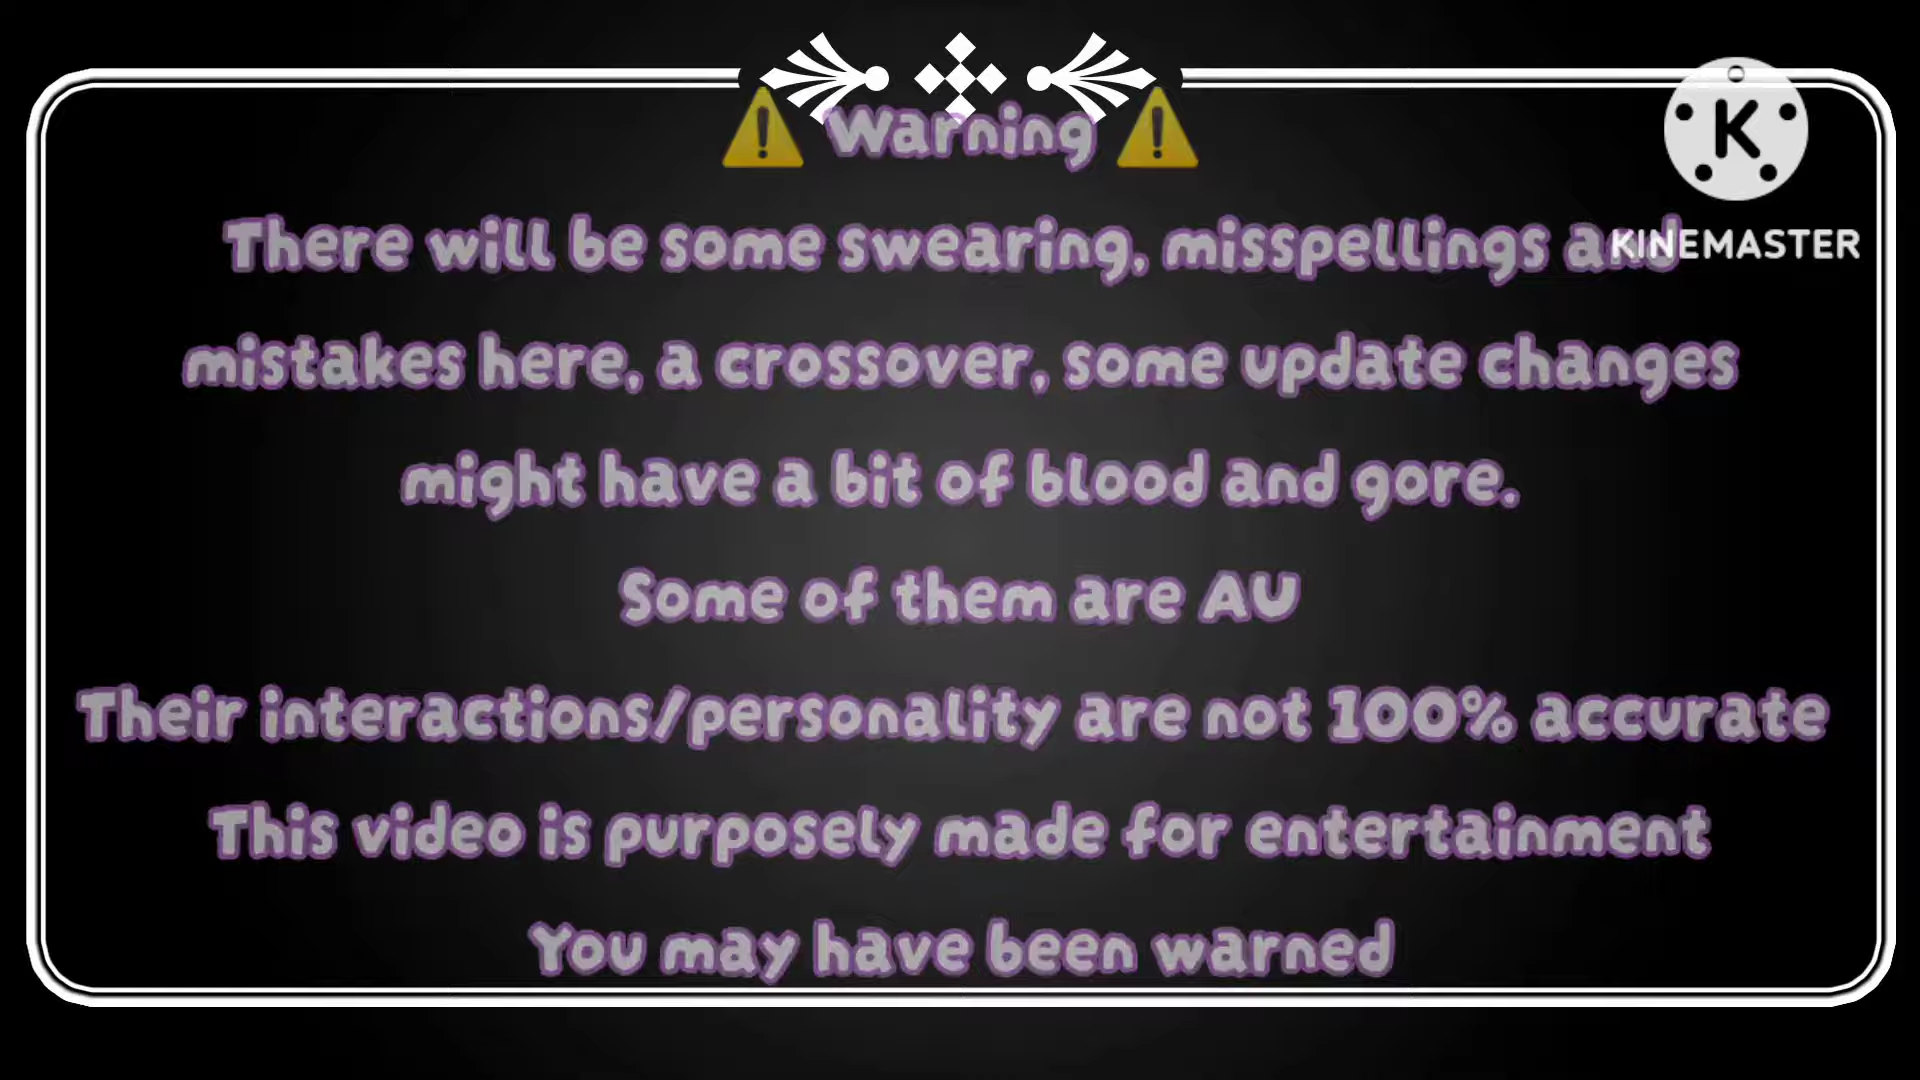 ⚠️ Warning ⚠️
There will be some swearing, misspellings and
mistakes here, a crossover, some update changes
might have a bit of blood and gore.
Some of them are AU
Their interactions/personality are not 100% accurate
This video is purposely made for entertainment
You may have been warned
K
KINEMASTER